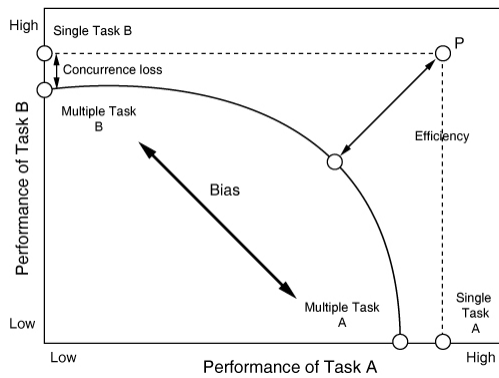 High
Single Task B
P
Concurrence loss
Multiple Task
B
Efficiency
Performance of Task B
Bias
Multiple Task
A
Single
Task
A
Low
Low
High
Performance of Task A